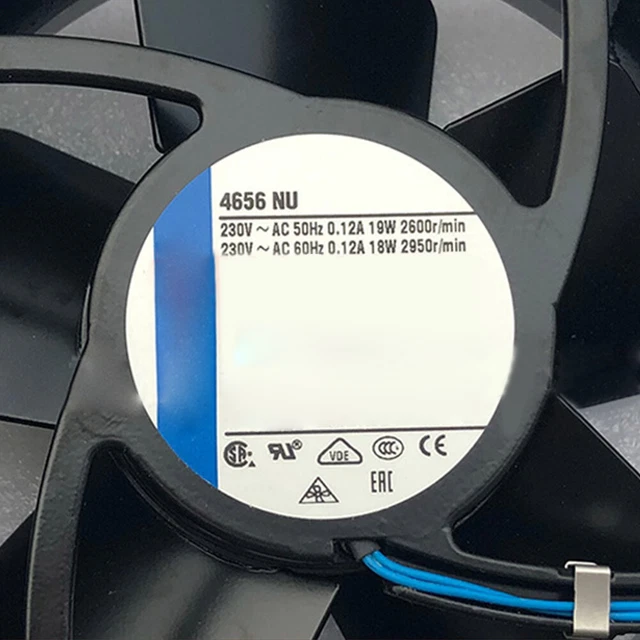 4656 NU
230V ~ AC 50Hz 0.12A 19W 2600r/min
230V ~ AC 60Hz 0.12A 18W 2950r/min
VDE
CE
EAC